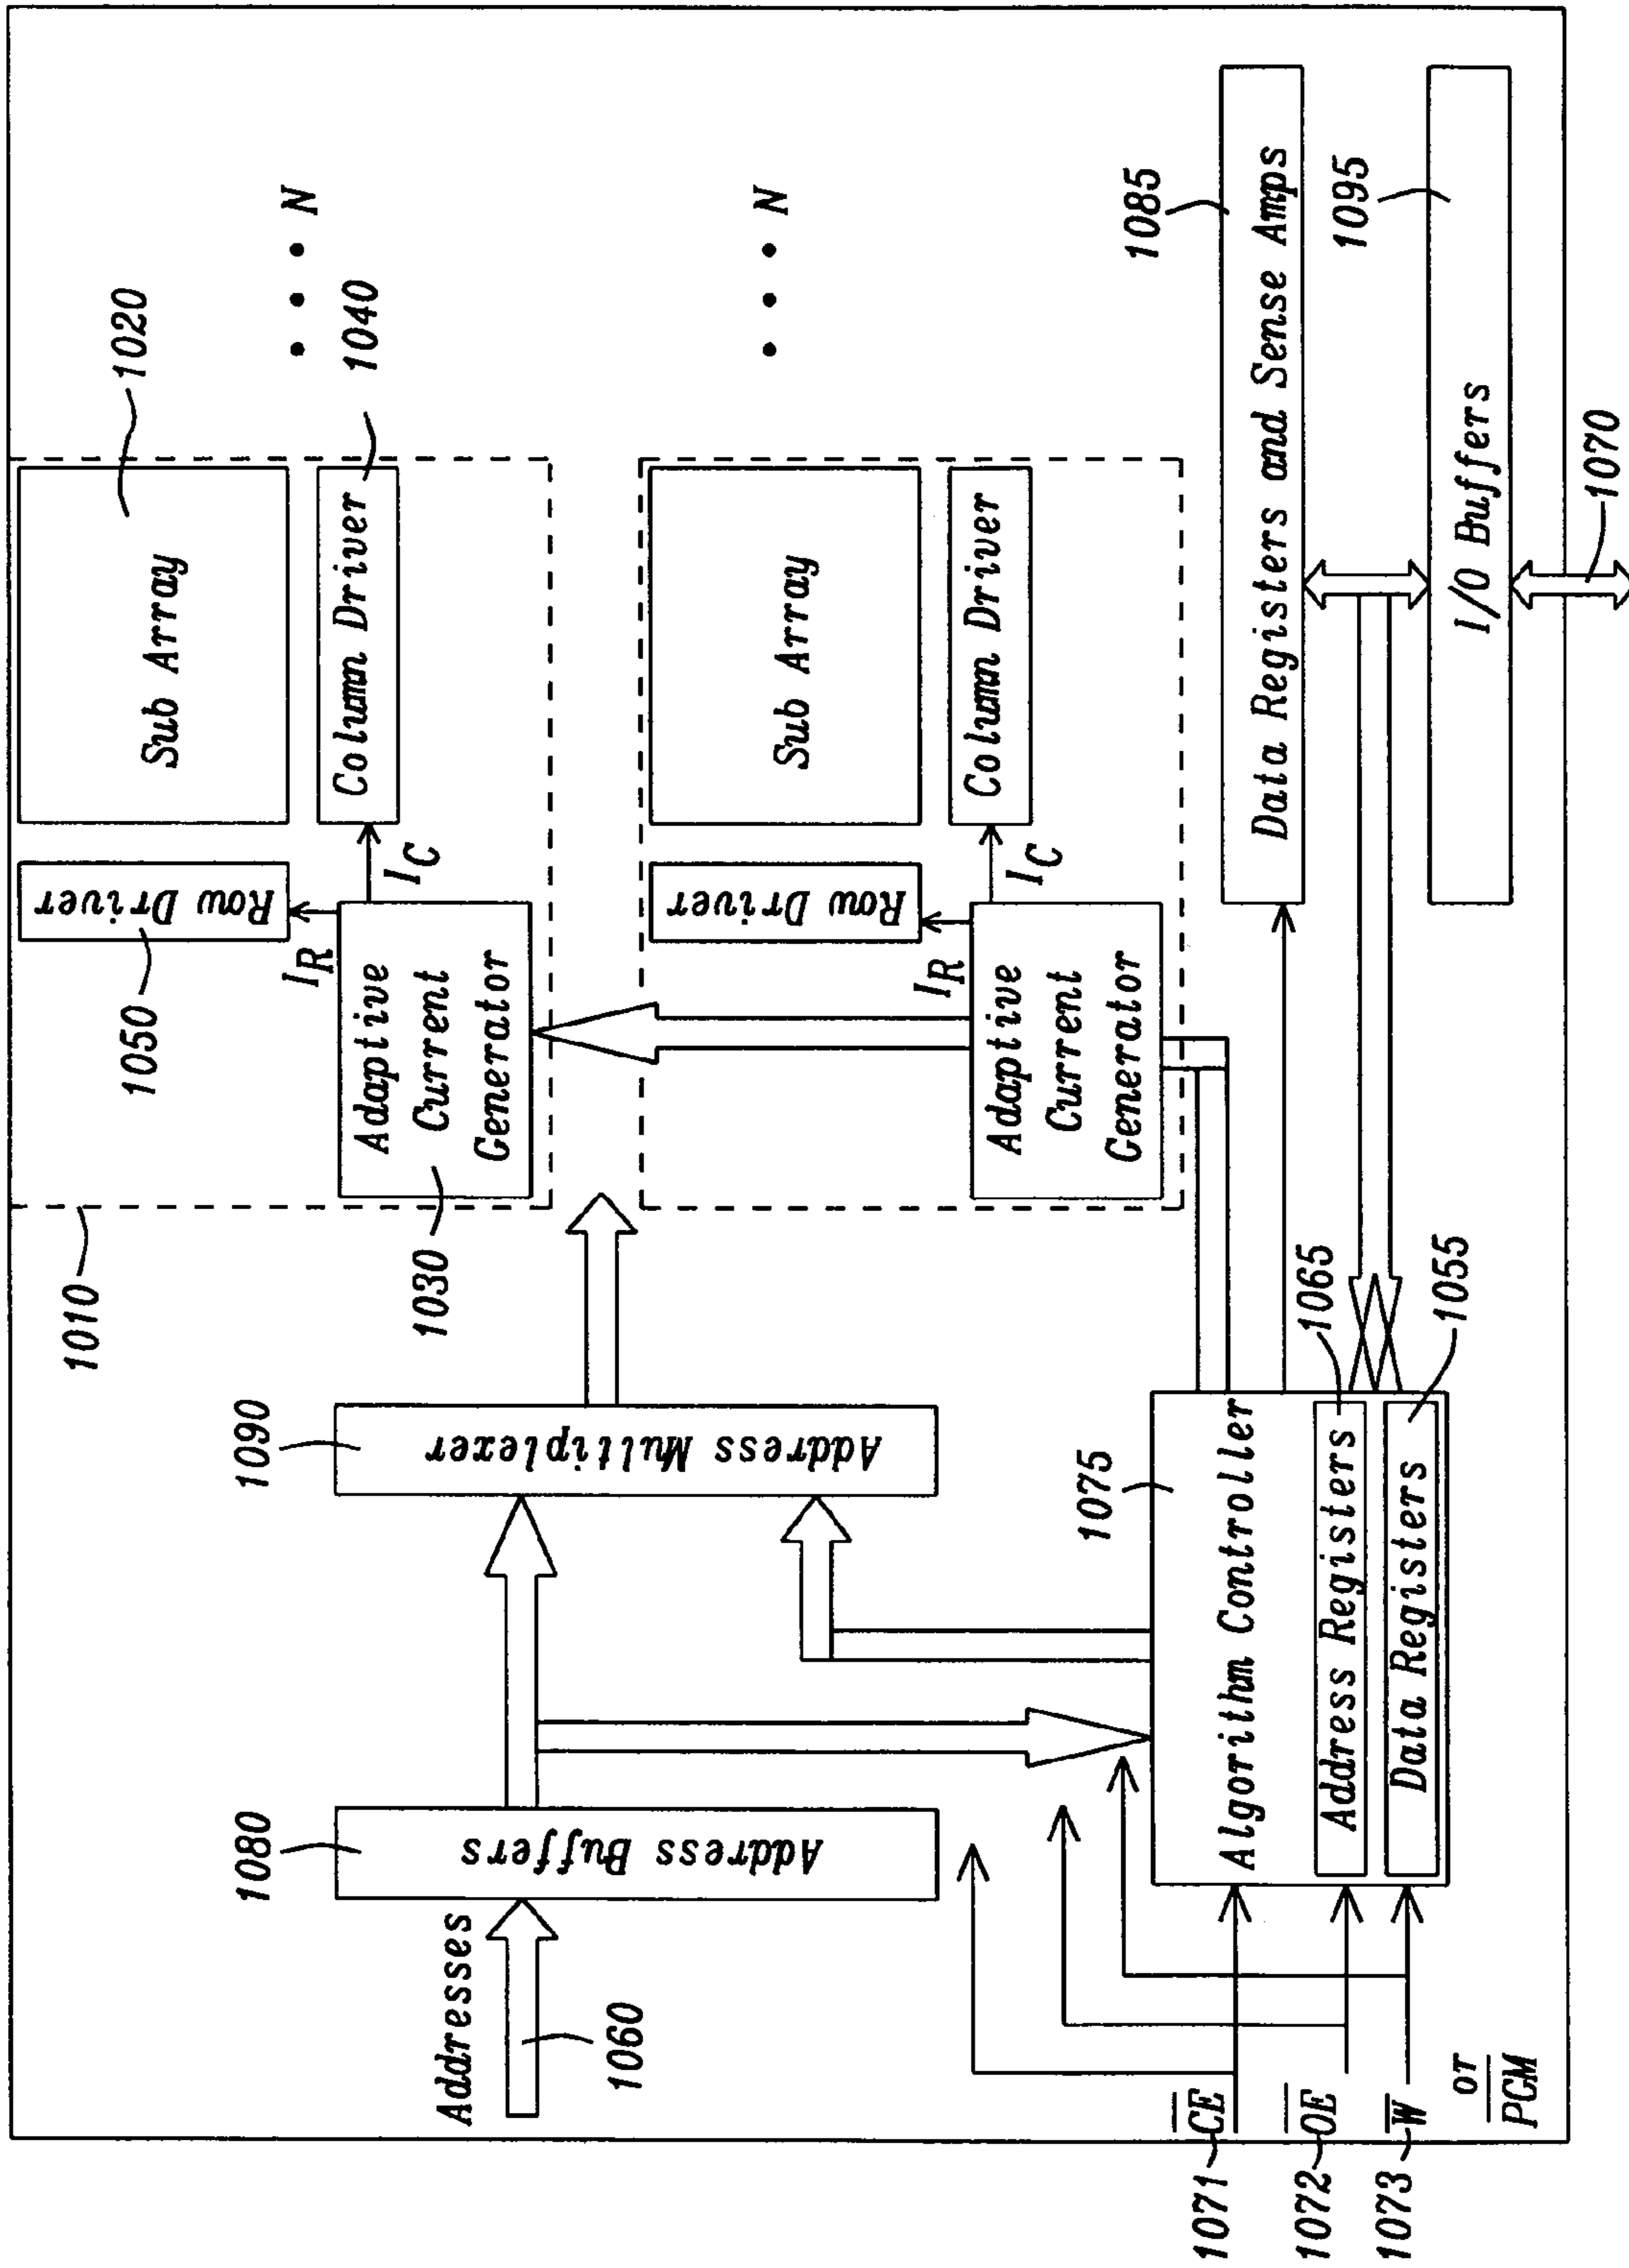 Addresses
1060
1080
Address Buffers
1090
Address Multiplexer
1010
1030
Adaptive
Current
Generator
1050
Row Driver
I_R
I_C
Sub Array
1020
Column Driver
1040
• • • N
Adaptive
Current
Generator
Row Driver
I_R
I_C
Sub Array
Column Driver
• • • N
1071
CE
1072
OE
1073
W
or
PGM
1075
Algorithm Controller
Address Registers
1065
Data Registers
1055
Data Registers and Sense Amps
1085
I/O Buffers
1095
1070